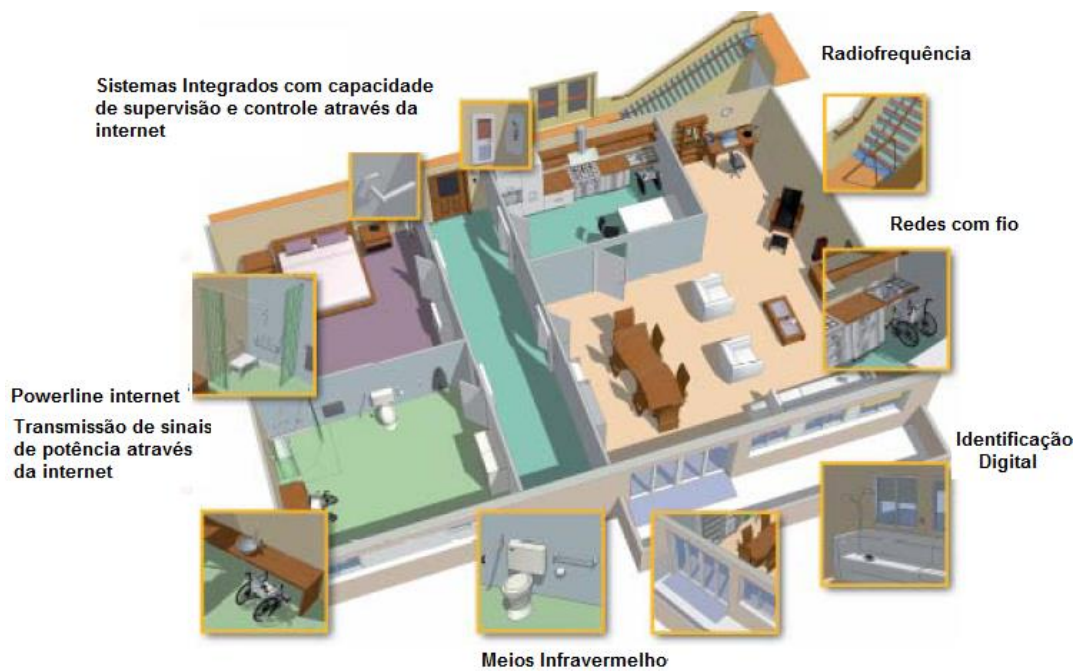 Radiofrequência
Sistemas Integrados com capacidade
de supervisão e controle através da
internet
Redes com fio
Powerline internet
Transmissão de sinais
de potência através
da internet
Identificação
Digital
Meios Infravermelho